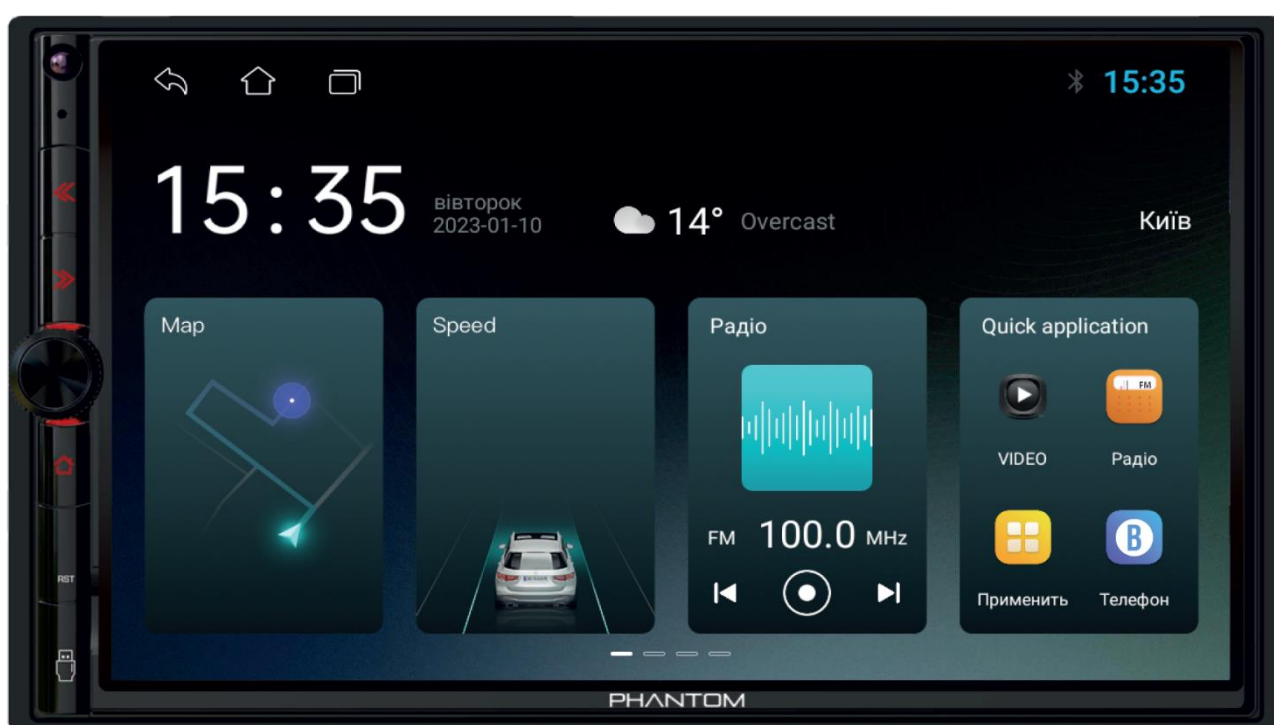 15:35
15:35
вівторок
2023-01-10
14° Overcast
Київ
Map
Speed
Радіо
Quick application
FM
VIDEO
Радіо
FM 100.0 MHz
Применить
Телефон
RST
PHANTOM